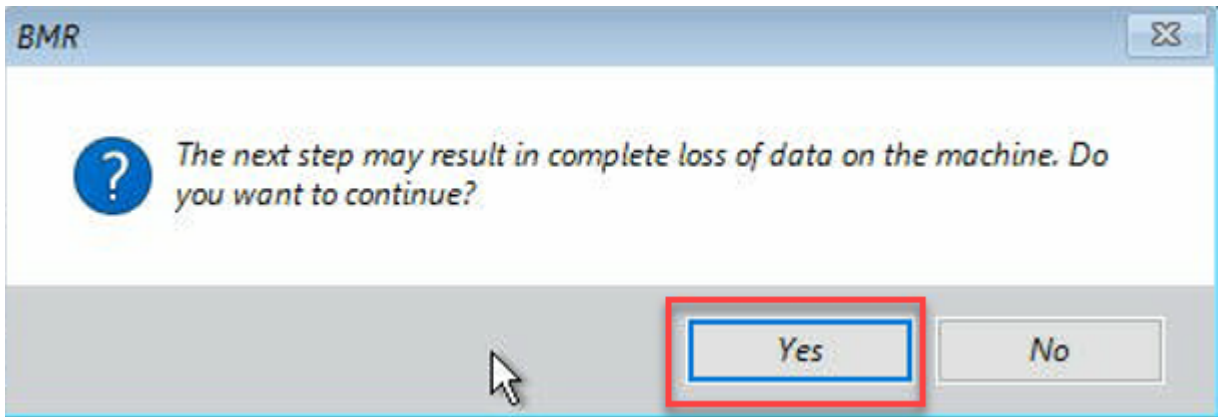 BMR
The next step may result in complete loss of data on the machine. Do
you want to continue?
Yes
No